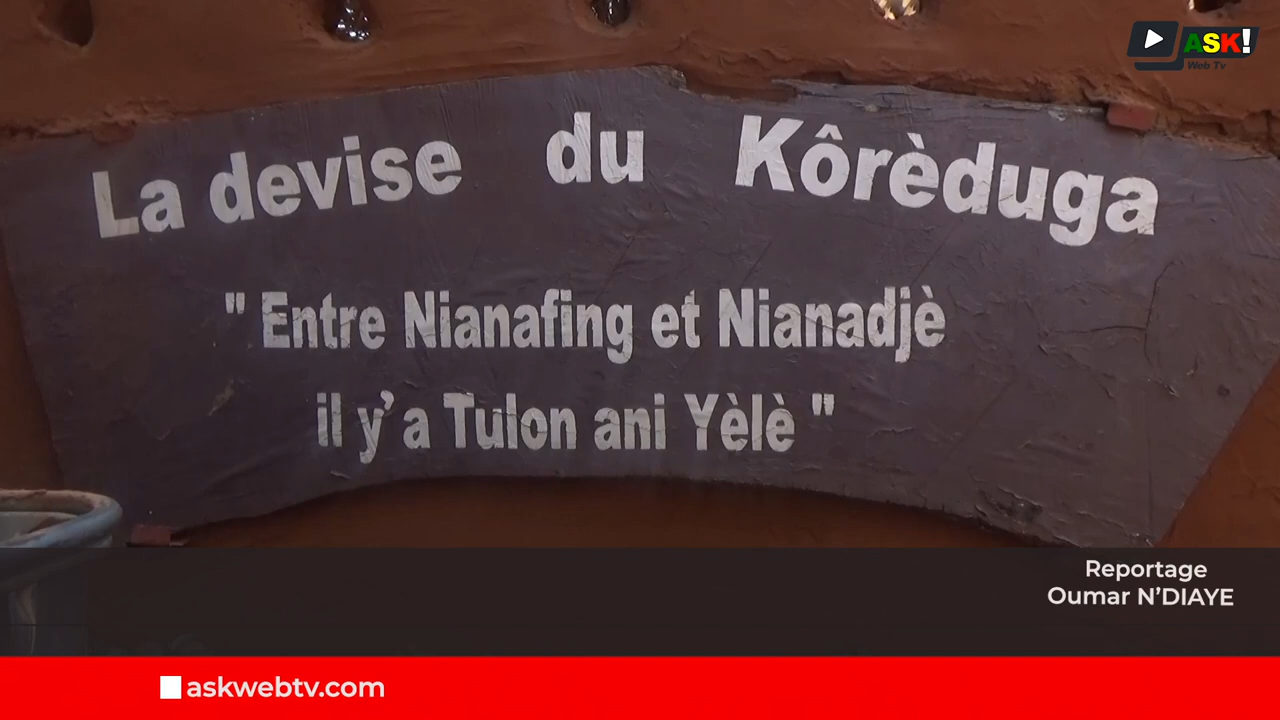 ASK!
Web Tv
La devise du Kôrèduga
" Entre Nianafing et Nianadjè
il y'a Tulon ani Yèlè "
Reportage
Oumar N'DIAYE
askwebtv.com